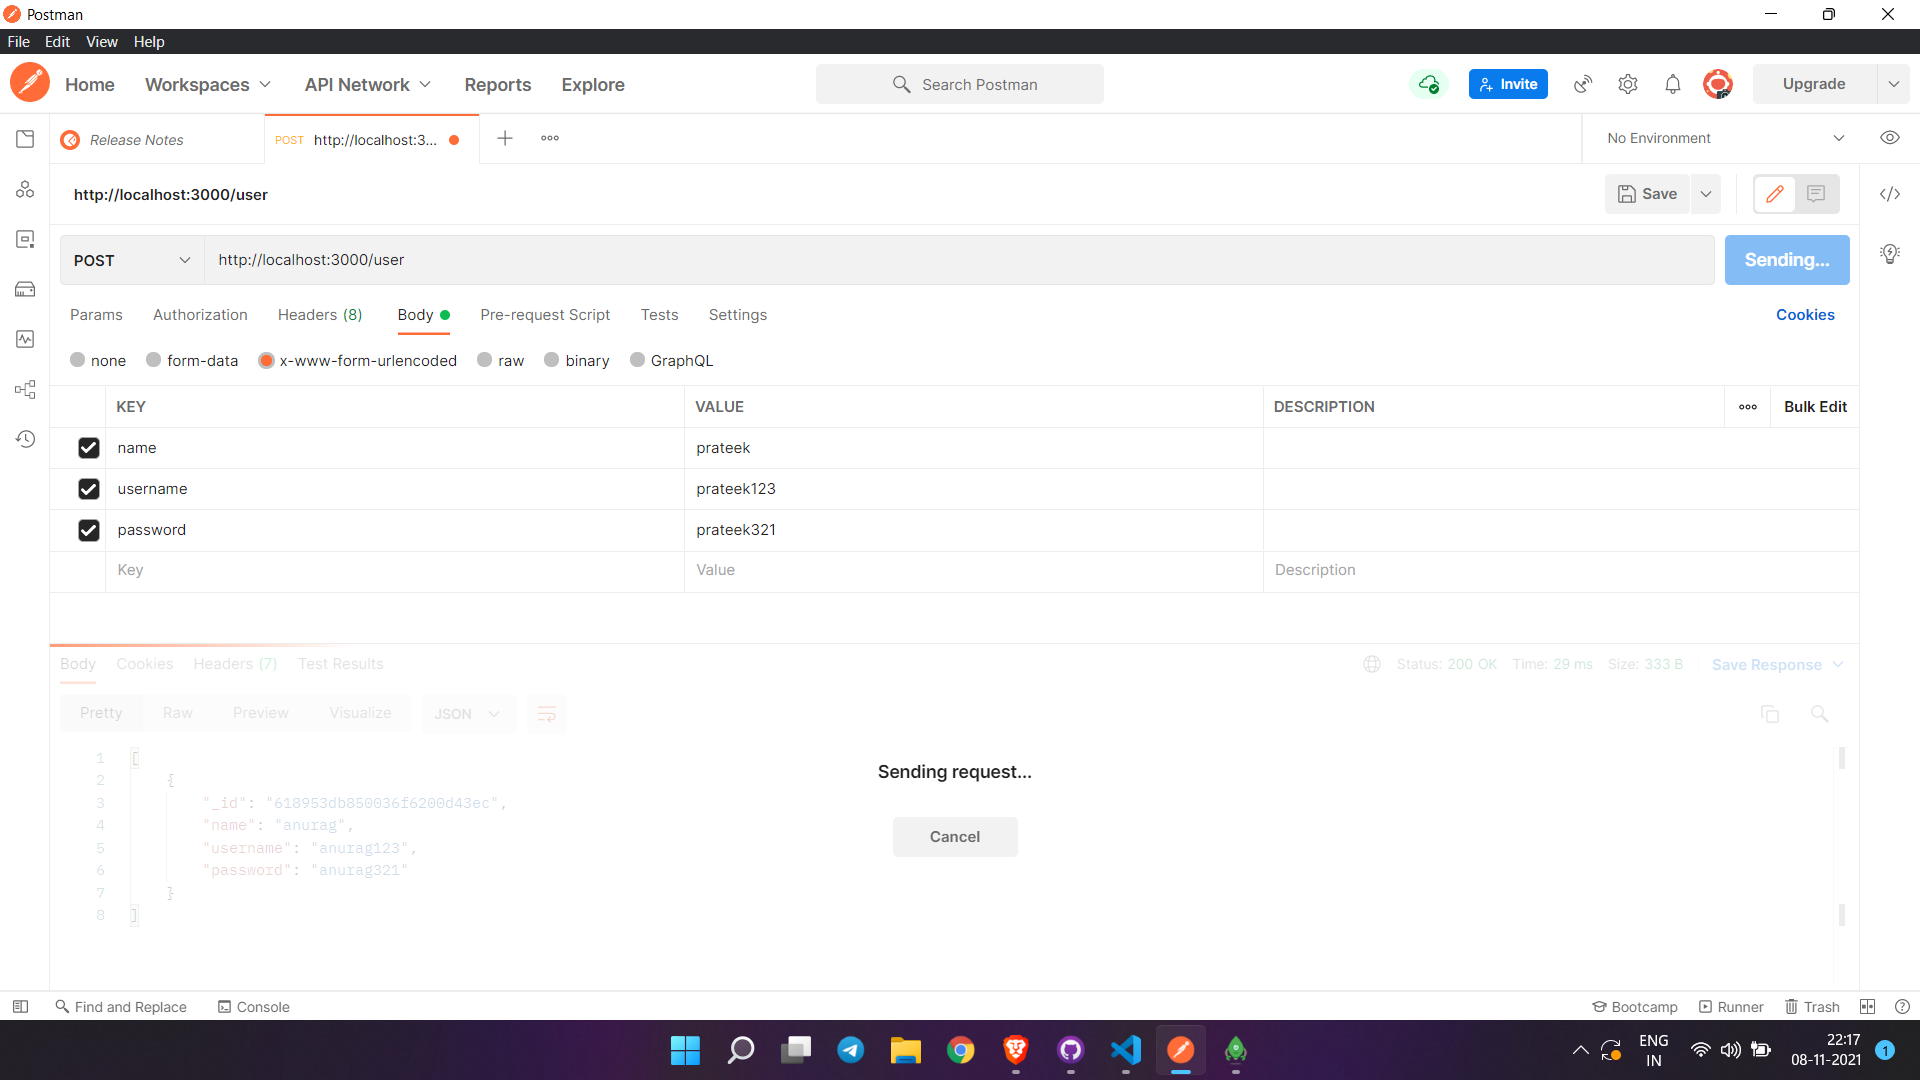 Postman
File Edit View Help
Home Workspaces API Network Reports Explore Search Postman Invite Upgrade
Release Notes POST http://localhost:3... No Environment
http://localhost:3000/user Save
POST http://localhost:3000/user Sending...
Params Authorization Headers (8) Body Pre-request Script Tests Settings Cookies
none form-data x-www-form-urlencoded raw binary GraphQL
KEY VALUE DESCRIPTION Bulk Edit
name prateek
username prateek123
password prateek321
Key Value Description
Body Cookies Headers (7) Test Results Status: 200 OK Time: 29 ms Size: 333 B Save Response
Pretty Raw Preview Visualize JSON
1 [
2 {
3 "_id": "618953db850036f6200d43ec",
4 "name": "anurag",
5 "username": "anurag123",
6 "password": "anurag321"
7 }
8 ]
Sending request...
Cancel
Find and Replace Console Bootcamp Runner Trash
ENG
IN
22:17
08-11-2021
1